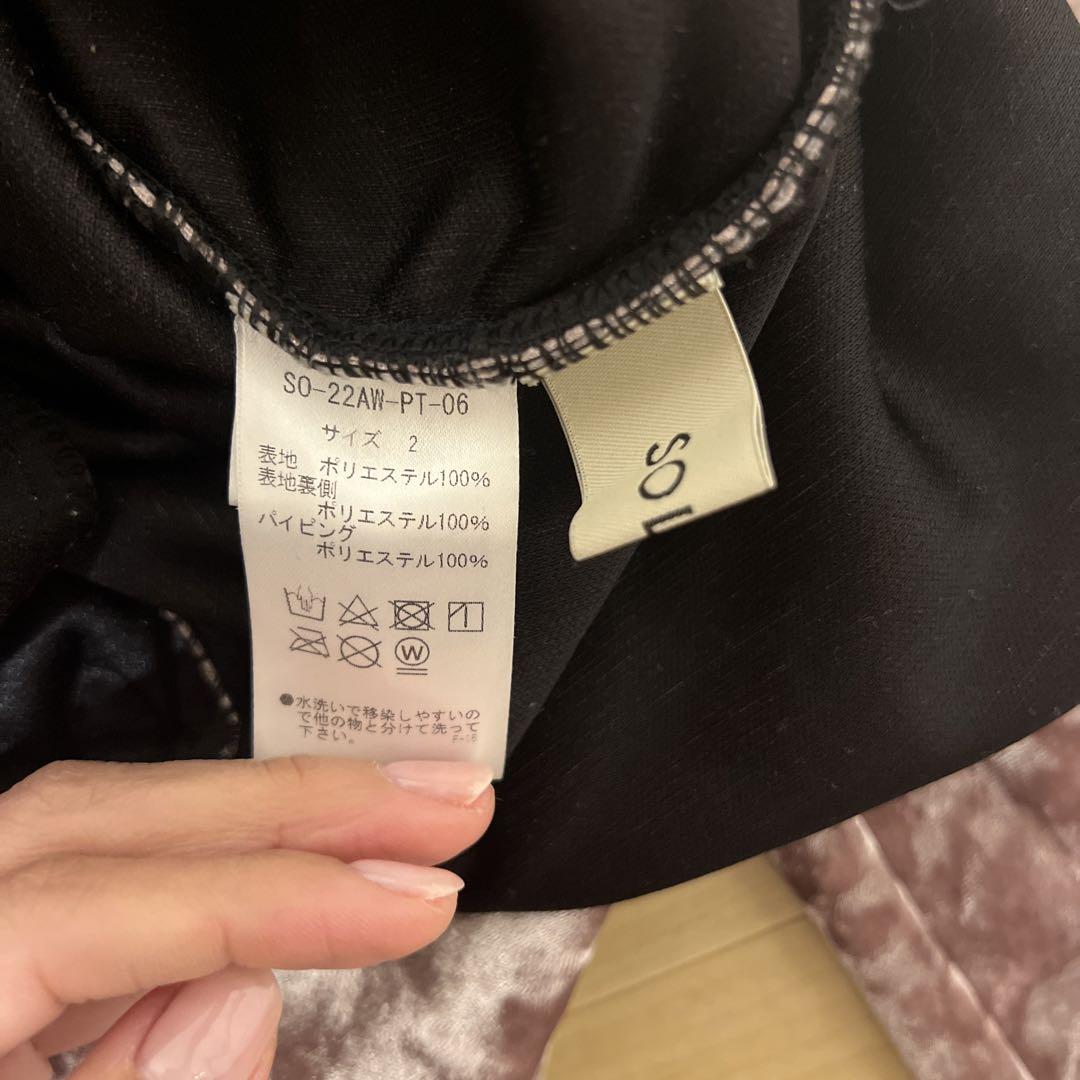 SO-22AW-PT-06
サイズ 2
表地 ポリエステル100%
表地裏側
ポリエステル100%
パイピング
ポリエステル100%
W
●水洗いで移染しやすいの
で他の物と分けて洗って
下さい。
SO